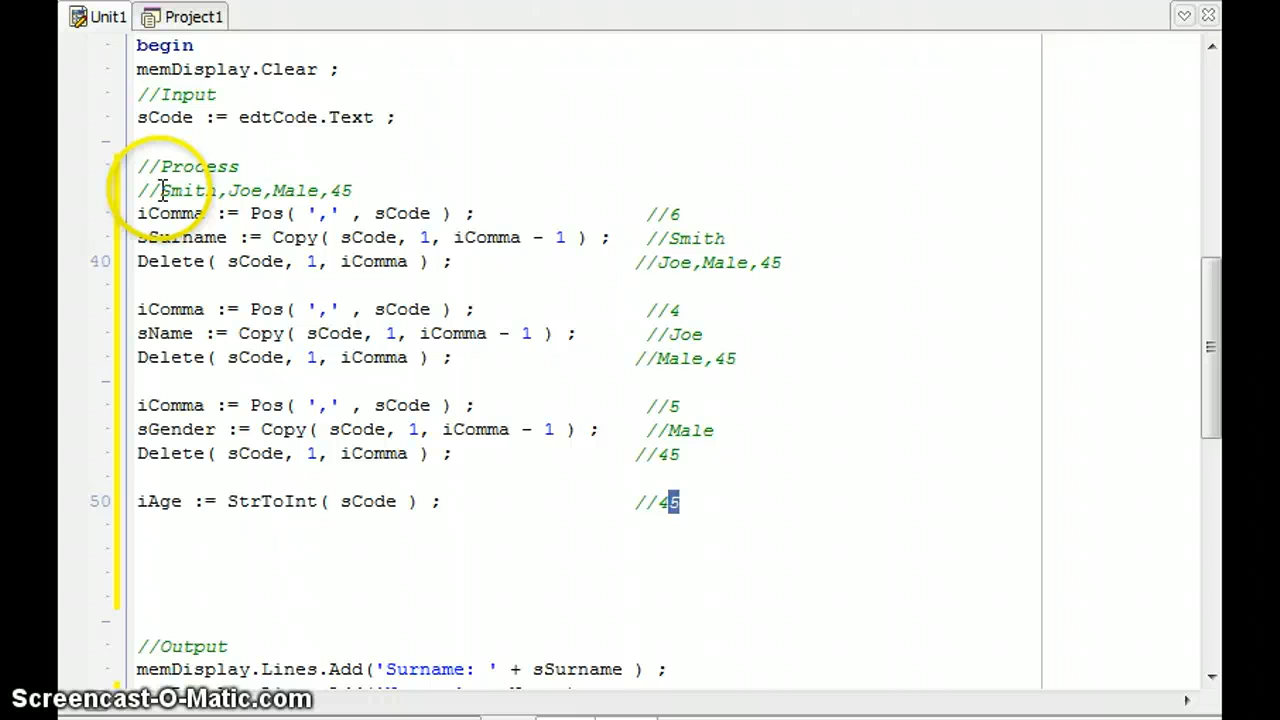 Unit1 Project1
begin
memDisplay.Clear ;
//Input
sCode := edtCode.Text ;
//Process
//Smith,Joe,Male,45
iComma := Pos( ',' , sCode ) ; //6
sSurname := Copy( sCode, 1, iComma - 1 ) ; //Smith
40 Delete( sCode, 1, iComma ) ; //Joe,Male,45
iComma := Pos( ',' , sCode ) ; //4
sName := Copy( sCode, 1, iComma - 1 ) ; //Joe
Delete( sCode, 1, iComma ) ; //Male,45
iComma := Pos( ',' , sCode ) ; //5
sGender := Copy( sCode, 1, iComma - 1 ) ; //Male
Delete( sCode, 1, iComma ) ; //45
50 iAge := StrToInt( sCode ) ; //45
//Output
memDisplay.Lines.Add('Surname: ' + sSurname ) ;
Screencast-O-Matic.com